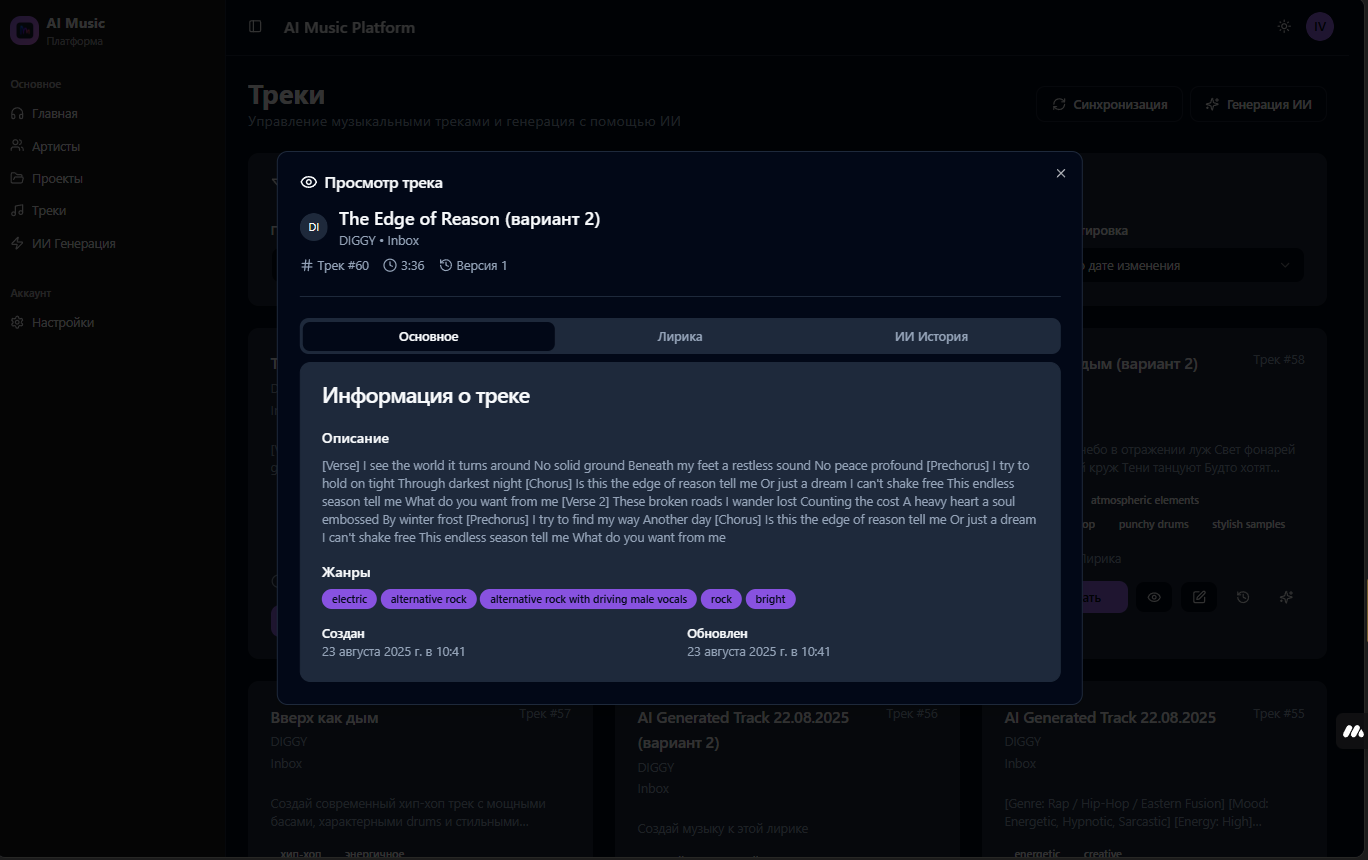 AI Music
Платформа
AI Music Platform
IV
Основное
Главная
Артисты
Проекты
Треки
ИИ Генерация
Аккаунт
Настройки
Треки
Управление музыкальными треками и генерация с помощью ИИ
Синхронизация
Генерация ИИ
дате изменения
Просмотр трека
DI
The Edge of Reason (вариант 2)
DIGGY • Inbox
Трек #60
3:36
Версия 1
Основное
Лирика
ИИ История
Информация о треке
Описание
[Verse] I see the world it turns around No solid ground Beneath my feet a restless sound No peace profound [Prechorus] I try to
hold on tight Through darkest night [Chorus] Is this the edge of reason tell me Or just a dream I can't shake free This endless
season tell me What do you want from me [Verse 2] These broken roads I wander lost Counting the cost A heavy heart a soul
embossed By winter frost [Prechorus] I try to find my way Another day [Chorus] Is this the edge of reason tell me Or just a dream
I can't shake free This endless season tell me What do you want from me
Жанры
electric
alternative rock
alternative rock with driving male vocals
rock
bright
Создан
23 августа 2025 г. в 10:41
Обновлен
23 августа 2025 г. в 10:41
дым (вариант 2)
Трек #58
в отражении луж Свет фонарей
круж Тени танцуют Будто хотят...
atmospheric elements
punchy drums
stylish samples
Лирика
Вверх как дым
Трек #57
DIGGY
Inbox
Создай современный хип-хоп трек с мощными
басами, характерными drums и стильными...
хип-хоп
энергичное
AI Generated Track 22.08.2025
(вариант 2)
Трек #56
DIGGY
Inbox
Создай музыку к этой лирике
AI Generated Track 22.08.2025
Трек #55
DIGGY
Inbox
[Genre: Rap / Hip-Hop / Eastern Fusion] [Mood:
Energetic, Hypnotic, Sarcastic] [Energy: High]...
energetic
creative